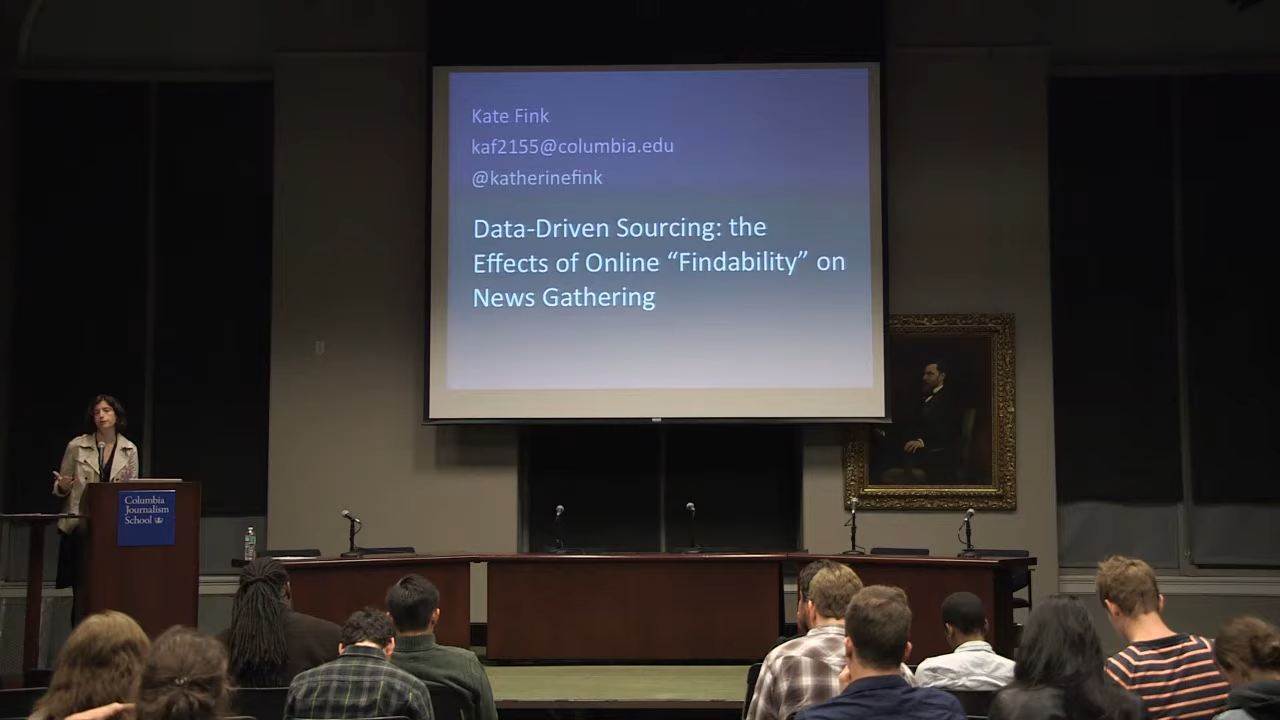 Kate Fink
kaf2155@columbia.edu
@katherinefink
Data-Driven Sourcing: the
Effects of Online “Findability” on
News Gathering
Columbia
Journalism
School